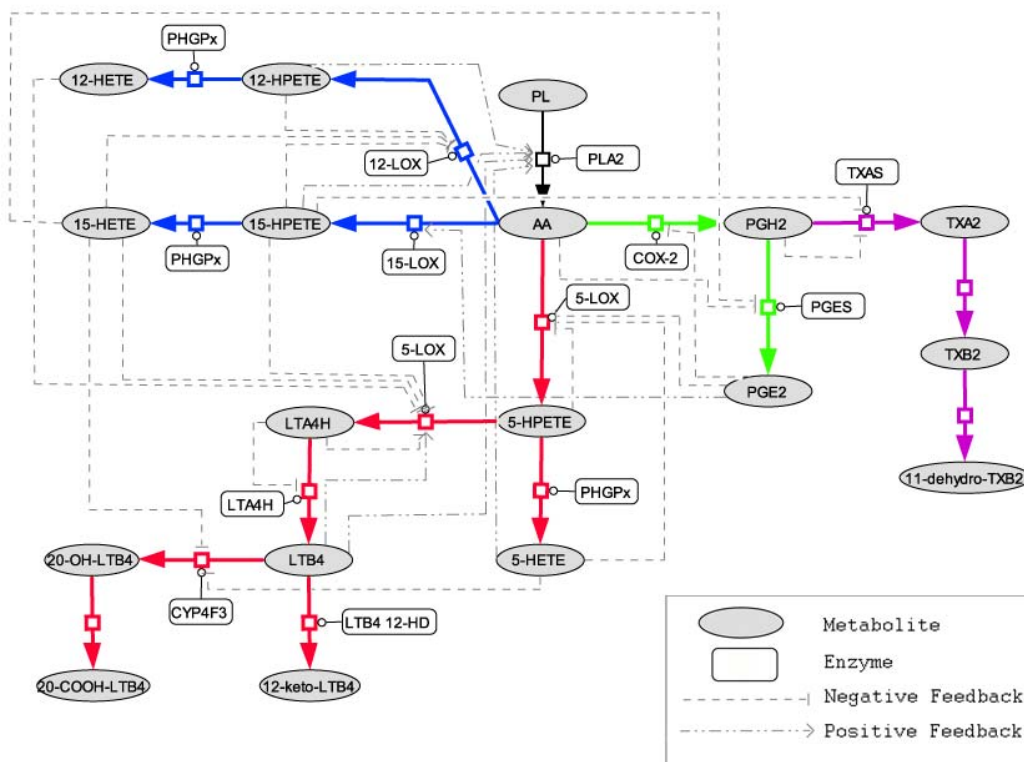 PHGPx
12-HETE
12-HPETE
PL
12-LOX
PLA2
TXAS
15-HETE
15-HPETE
AA
PGH2
TXA2
PHGPx
15-LOX
COX-2
5-LOX
PGES
5-LOX
TXB2
PGE2
LTA4H
5-HPETE
11-dehydro-TXB2
LTA4H
PHGPx
20-OH-LTB4
LTB4
5-HETE
CYP4F3
LTB4 12-HD
20-COOH-LTB4
12-keto-LTB4
Metabolite
Enzyme
Negative Feedback
Positive Feedback